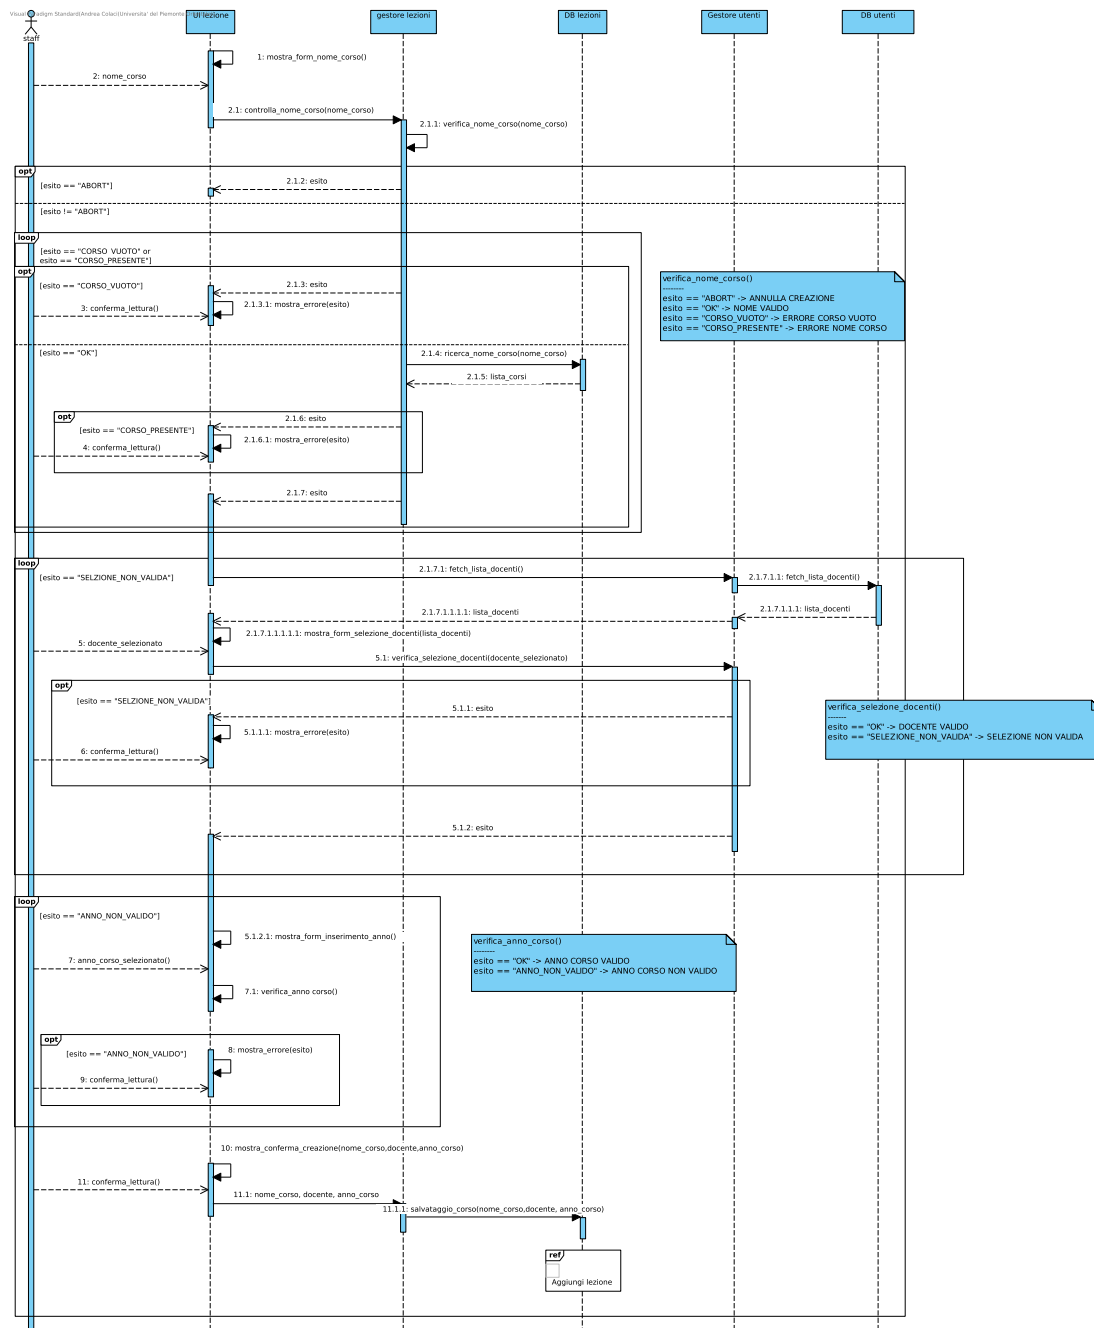 Visual Paradigm Standard(Andrea Colaci(Universita' del Piemonte
staff
UI lezione
gestore lezioni
DB lezioni
Gestore utenti
DB utenti
1: mostra_form_nome_corso()
2: nome_corso
2.1: controlla_nome_corso(nome_corso)
2.1.1: verifica_nome_corso(nome_corso)
opt
[esito == "ABORT"]
2.1.2: esito
[esito != "ABORT"]
loop
[esito == "CORSO_VUOTO" or
esito == "CORSO_PRESENTE"]
opt
[esito == "CORSO_VUOTO"]
2.1.3: esito
2.1.3.1: mostra_errore(esito)
3: conferma_lettura()
verifica_nome_corso()
--------
esito == "ABORT" -> ANNULLA CREAZIONE
esito == "OK" -> NOME VALIDO
esito == "CORSO_VUOTO" -> ERRORE CORSO VUOTO
esito == "CORSO_PRESENTE" -> ERRORE NOME CORSO
[esito == "OK"]
2.1.4: ricerca_nome_corso(nome_corso)
2.1.5: lista_corsi
opt
[esito == "CORSO_PRESENTE"]
2.1.6: esito
2.1.6.1: mostra_errore(esito)
4: conferma_lettura()
2.1.7: esito
loop
[esito == "SELZIONE_NON_VALIDA"]
2.1.7.1: fetch_lista_docenti()
2.1.7.1.1: fetch_lista_docenti()
2.1.7.1.1.1: lista_docenti
2.1.7.1.1.1.1: lista_docenti
2.1.7.1.1.1.1.1: mostra_form_selezione_docenti(lista_docenti)
5: docente_selezionato
5.1: verifica_selezione_docenti(docente_selezionato)
opt
[esito == "SELZIONE_NON_VALIDA"]
5.1.1: esito
5.1.1.1: mostra_errore(esito)
6: conferma_lettura()
verifica_selezione_docenti()
-------
esito == "OK" -> DOCENTE VALIDO
esito == "SELEZIONE_NON_VALIDA" -> SELEZIONE NON VALIDA
5.1.2: esito
loop
[esito == "ANNO_NON_VALIDO"]
5.1.2.1: mostra_form_inserimento_anno()
7: anno_corso_selezionato()
7.1: verifica_anno corso()
verifica_anno_corso()
--------
esito == "OK" -> ANNO CORSO VALIDO
esito == "ANNO_NON_VALIDO" -> ANNO CORSO NON VALIDO
opt
[esito == "ANNO_NON_VALIDO"]
8: mostra_errore(esito)
9: conferma_lettura()
10: mostra_conferma_creazione(nome_corso,docente,anno_corso)
11: conferma_lettura()
11.1: nome_corso, docente, anno_corso
11.1.1: salvataggio_corso(nome_corso,docente, anno_corso)
ref
Aggiungi lezione